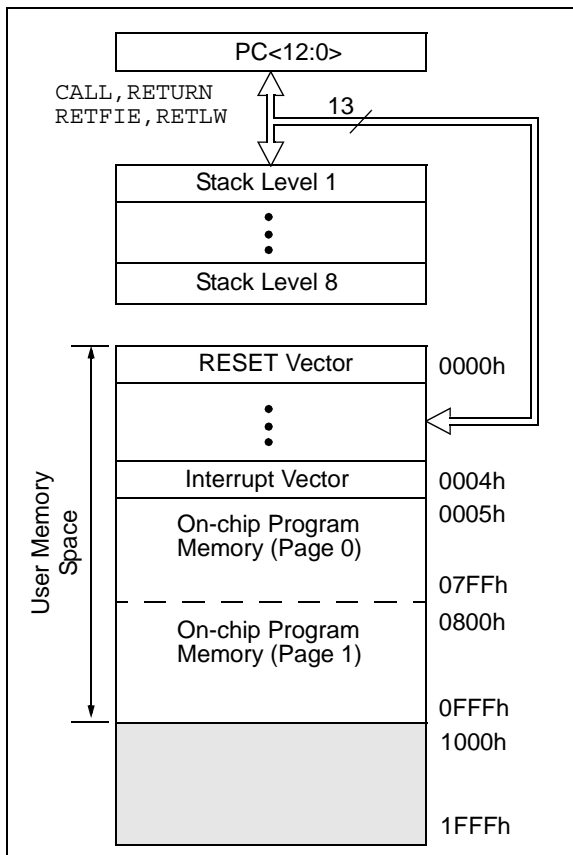 PC<12:0>
CALL,RETURN
RETFIE,RETLW
13
Stack Level 1
Stack Level 8
RESET Vector
0000h
Interrupt Vector
0004h
0005h
On-chip Program
Memory (Page 0)
07FFh
0800h
On-chip Program
Memory (Page 1)
0FFFh
1000h
1FFFh
User Memory
Space